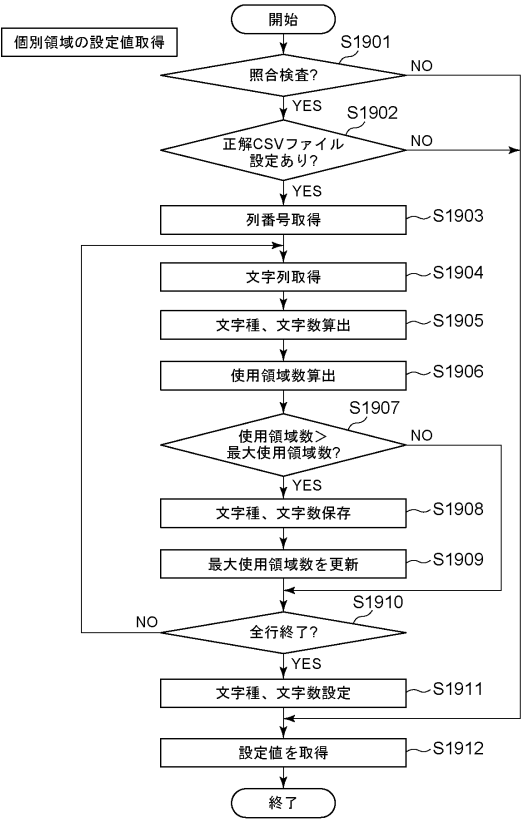 開始
個別領域の設定値取得
S1901
照合検査?
NO
YES
S1902
正解CSVファイル
設定あり?
NO
YES
列番号取得
S1903
文字列取得
S1904
文字種、文字数算出
S1905
使用領域数算出
S1906
S1907
使用領域数>
最大使用領域数?
NO
YES
文字種、文字数保存
S1908
最大使用領域数を更新
S1909
S1910
全行終了?
NO
YES
文字種、文字数設定
S1911
設定値を取得
S1912
終了